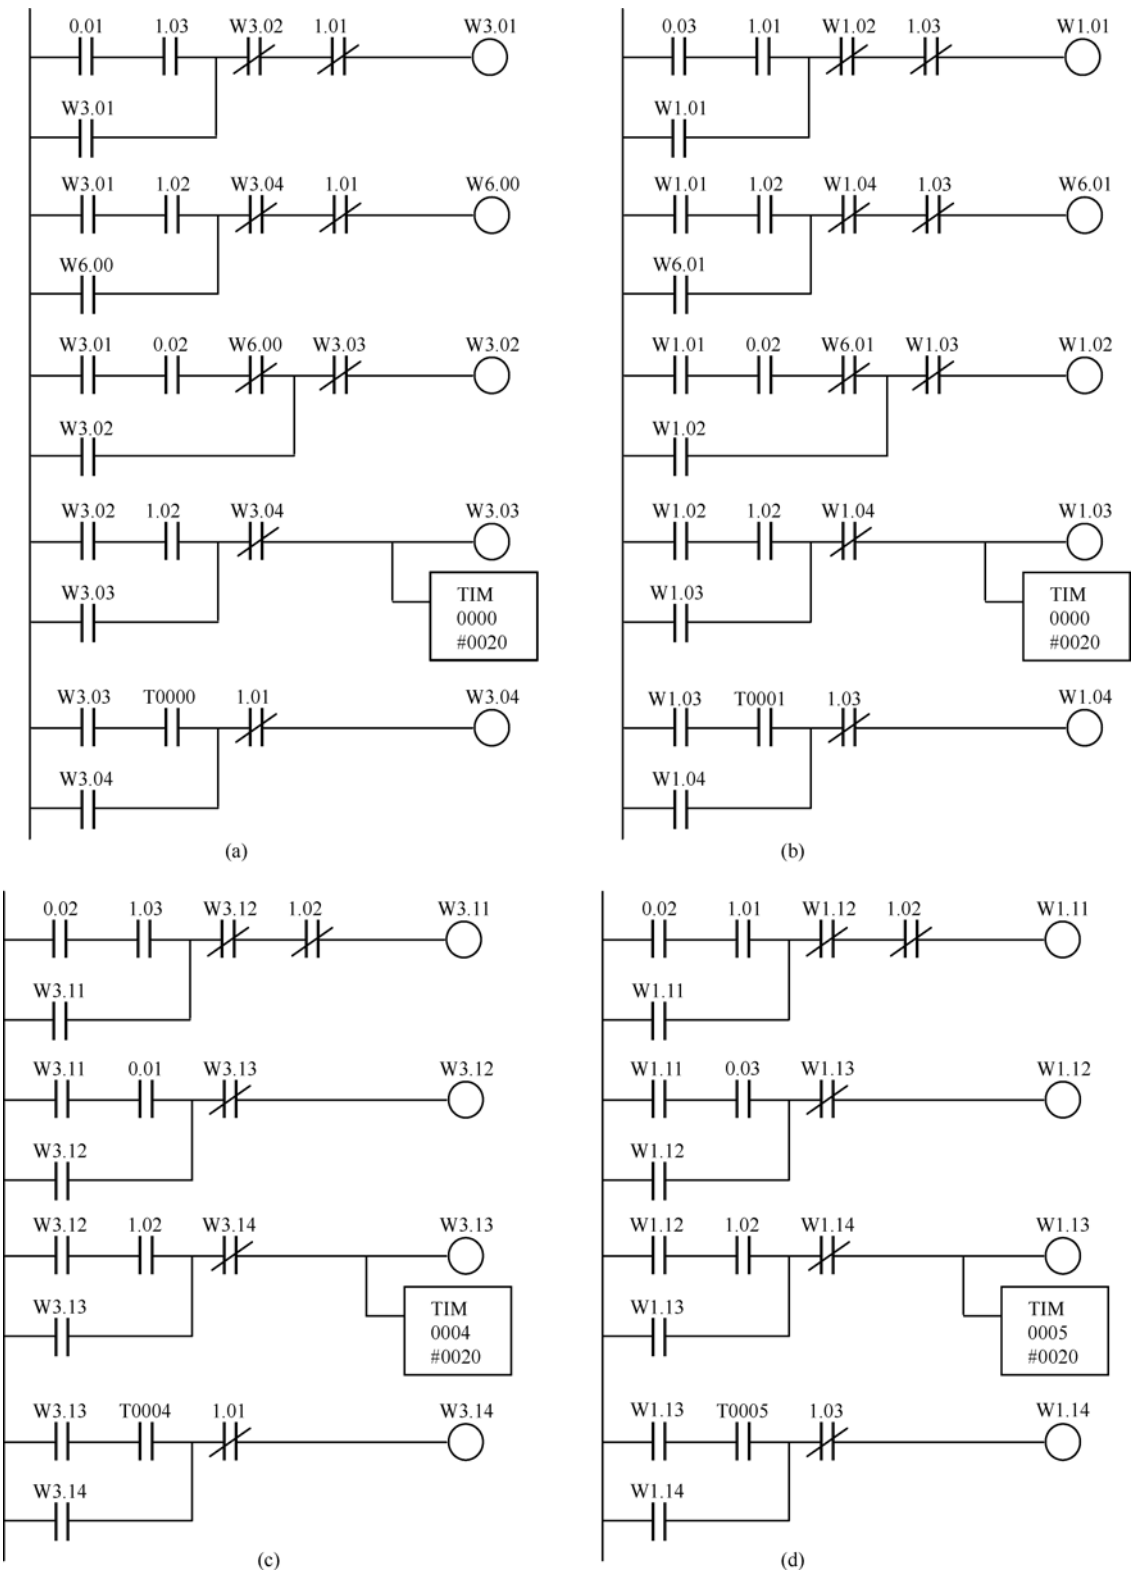 0.01 1.03 W3.02 1.01 W3.01
W3.01
W3.01 1.02 W3.04 1.01 W6.00
W6.00
W3.01 0.02 W6.00 W3.03 W3.02
W3.02
W3.02 1.02 W3.04 W3.03
W3.03
TIM
0000
#0020
W3.03 T0000 1.01 W3.04
W3.04
(a)
0.03 1.01 W1.02 1.03 W1.01
W1.01
W1.01 1.02 W1.04 1.03 W6.01
W6.01
W1.01 0.02 W6.01 W1.03 W1.02
W1.02
W1.02 1.02 W1.04 W1.03
W1.03
TIM
0000
#0020
W1.03 T0001 1.03 W1.04
W1.04
(b)
0.02 1.03 W3.12 1.02 W3.11
W3.11
W3.11 0.01 W3.13 W3.12
W3.12
W3.12 1.02 W3.14 W3.13
W3.13
TIM
0004
#0020
W3.13 T0004 1.01 W3.14
W3.14
(c)
0.02 1.01 W1.12 1.02 W1.11
W1.11
W1.11 0.03 W1.13 W1.12
W1.12
W1.12 1.02 W1.14 W1.13
W1.13
TIM
0005
#0020
W1.13 T0005 1.03 W1.14
W1.14
(d)